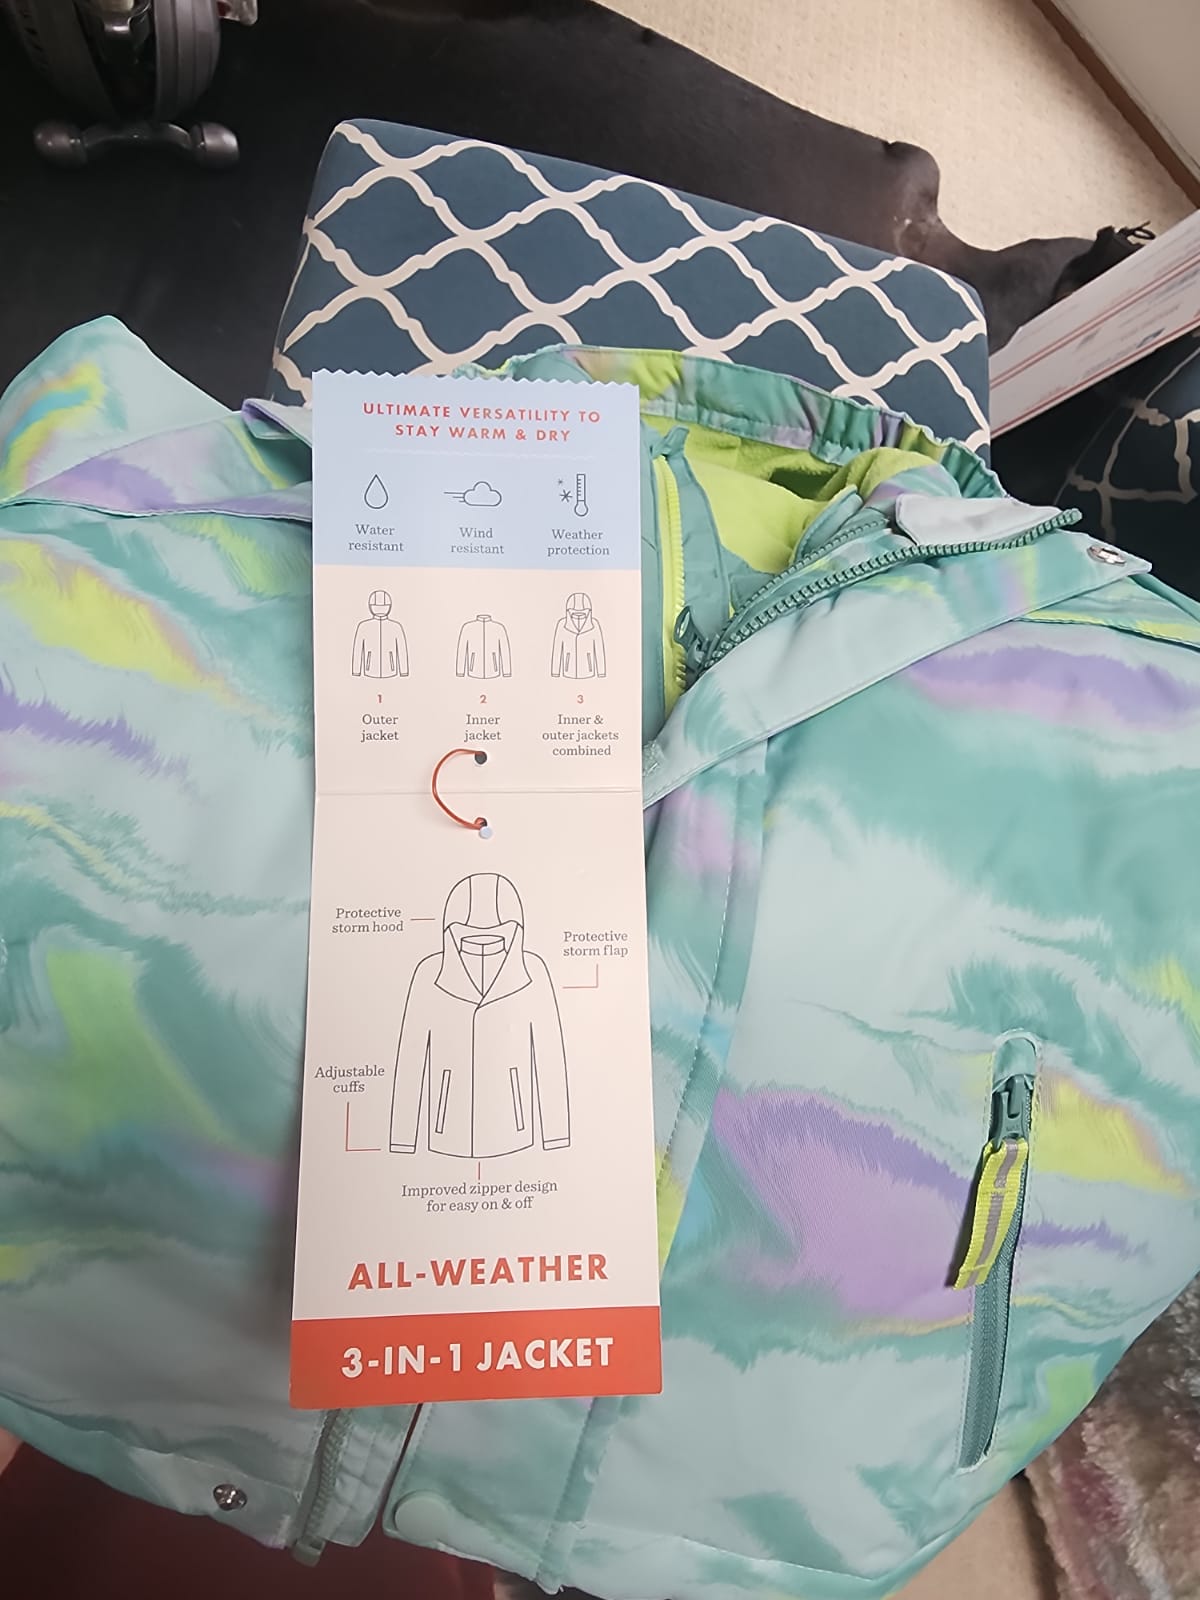 ULTIMATE VERSATILITY TO
STAY WARM & DRY
Water
resistant
Wind
resistant
Weather
protection
1
Outer
jacket
2
Inner
jacket
3
Inner &
outer jackets
combined
Protective
storm hood
Protective
storm flap
Adjustable
cuffs
Improved zipper design
for easy on & off
ALL-WEATHER
3-IN-1 JACKET